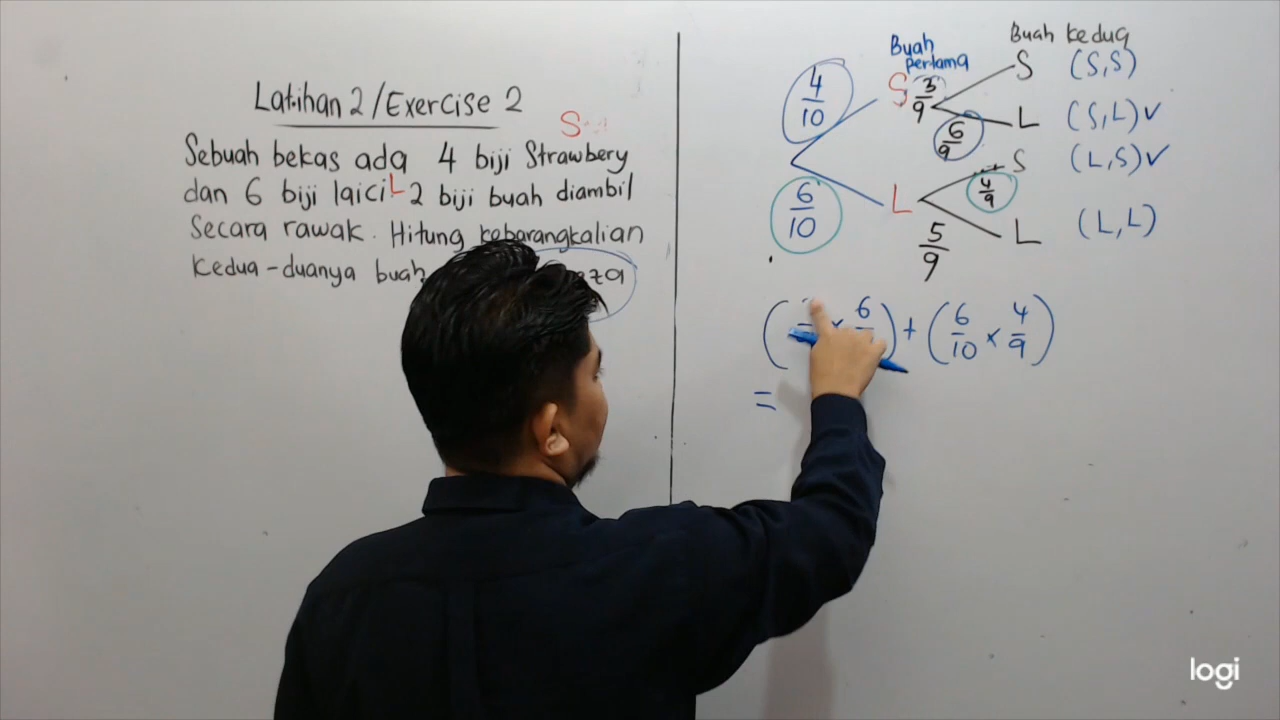 Latihan 2/Exercise 2
S
Sebuah bekas ada 4 biji Strawbery
dan 6 biji laici L 2 biji buah diambil
Secara rawak. Hitung kebarangkalian
Kedua-duanya buah
Buah pertama
Buah kedua
4/10 S 3/9 S (S,S)
6/9 L (S,L) ✓
6/10 L 4/9 S (L,S) ✓
5/9 L (L,L)
( × 6 ) + (6/10 × 4/9)
=
logi